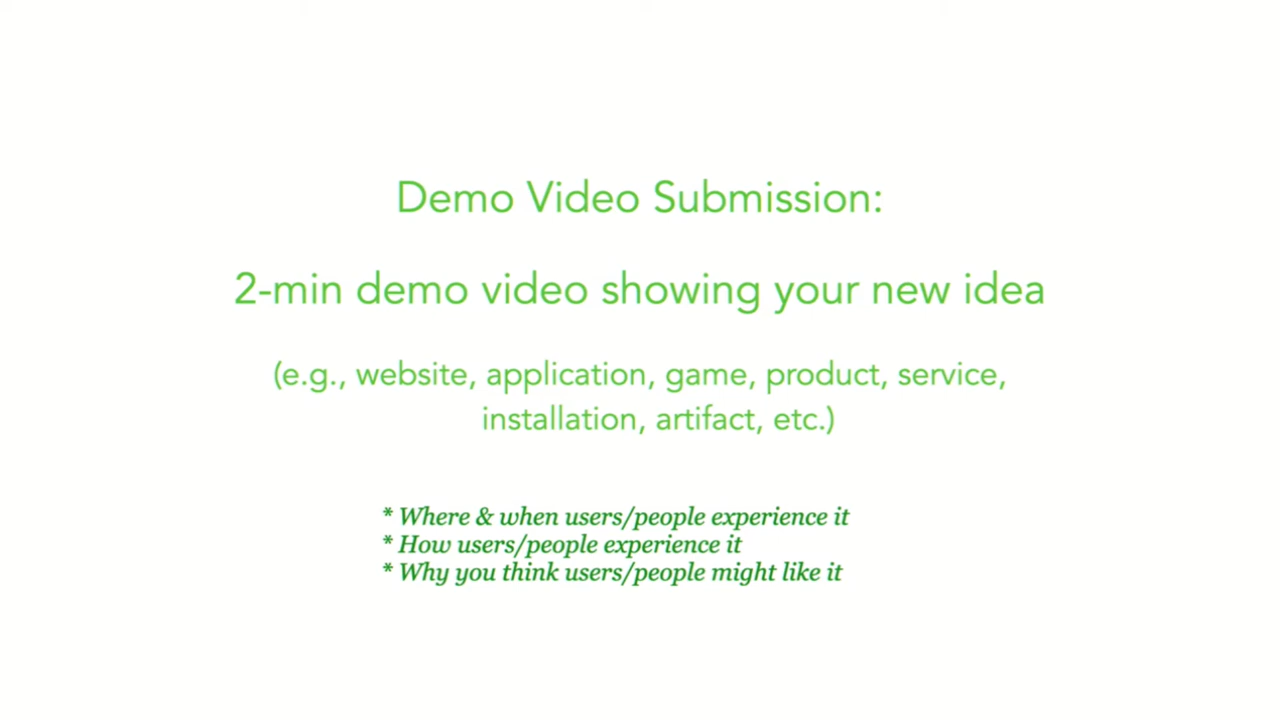 Demo Video Submission:
2-min demo video showing your new idea
(e.g., website, application, game, product, service,
installation, artifact, etc.)
* Where & when users/people experience it
* How users/people experience it
* Why you think users/people might like it